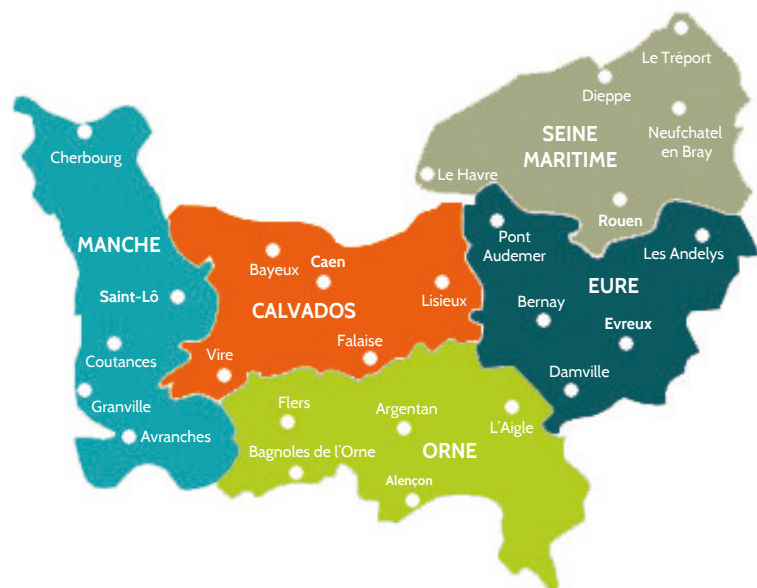 Le Tréport
Dieppe
SEINE
MARITIME
Neufchatel
en Bray
Cherbourg
Le Havre
Rouen
MANCHE
Pont
Audemer
Les Andelys
Bayeux
Caen
EURE
Saint-Lô
CALVADOS
Lisieux
Bernay
Evreux
Coutances
Vire
Falaise
Damville
Granville
Flers
Argentan
L'Aigle
Avranches
Bagnoles de l'Orne
ORNE
Alençon